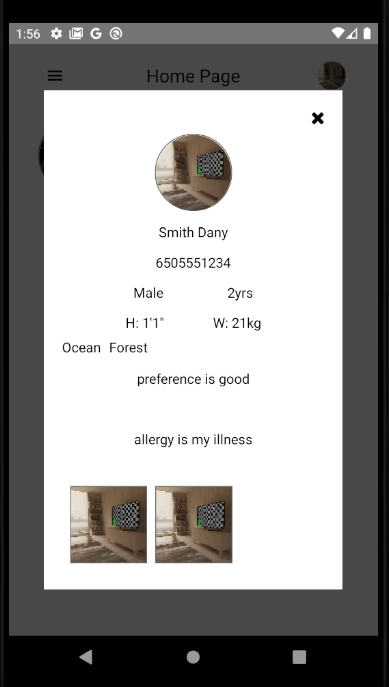 1:56
Home Page
Smith Dany
6505551234
Male 2yrs
H: 1'1" W: 21kg
Ocean Forest
preference is good
allergy is my illness